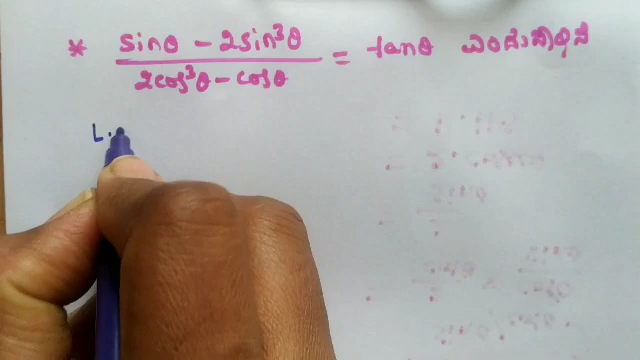 * (sinθ - 2sin³θ)/(2cos³θ - cosθ) = tanθ ಎಂದು ಸಾಧಿಸಿ
L.